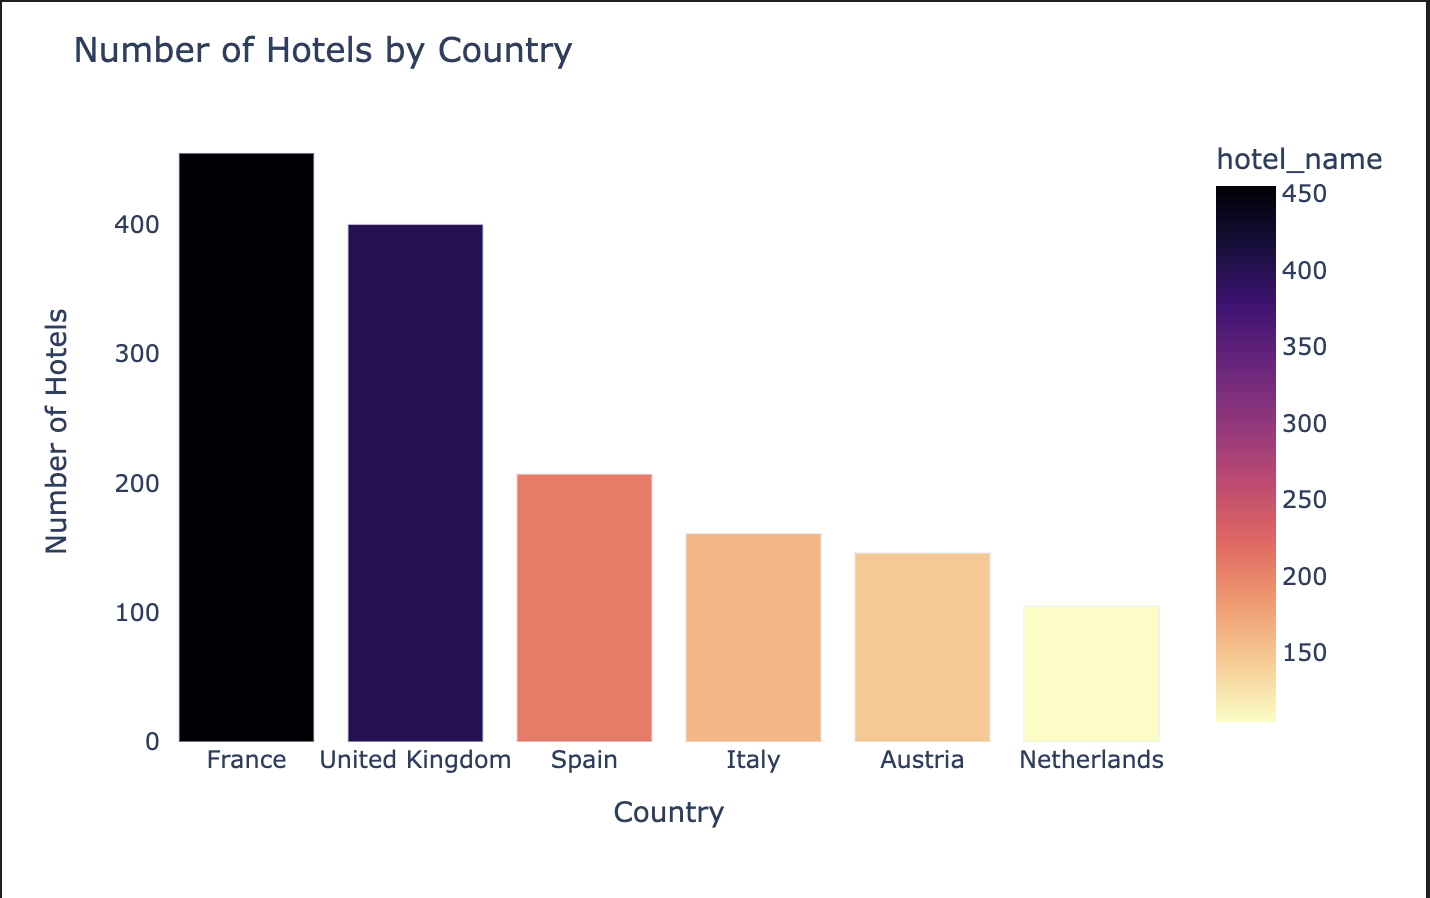 Number of Hotels by Country
hotel_name
450
400
350
300
250
200
150
Number of Hotels
400
300
200
100
0
France
United Kingdom
Spain
Italy
Austria
Netherlands
Country